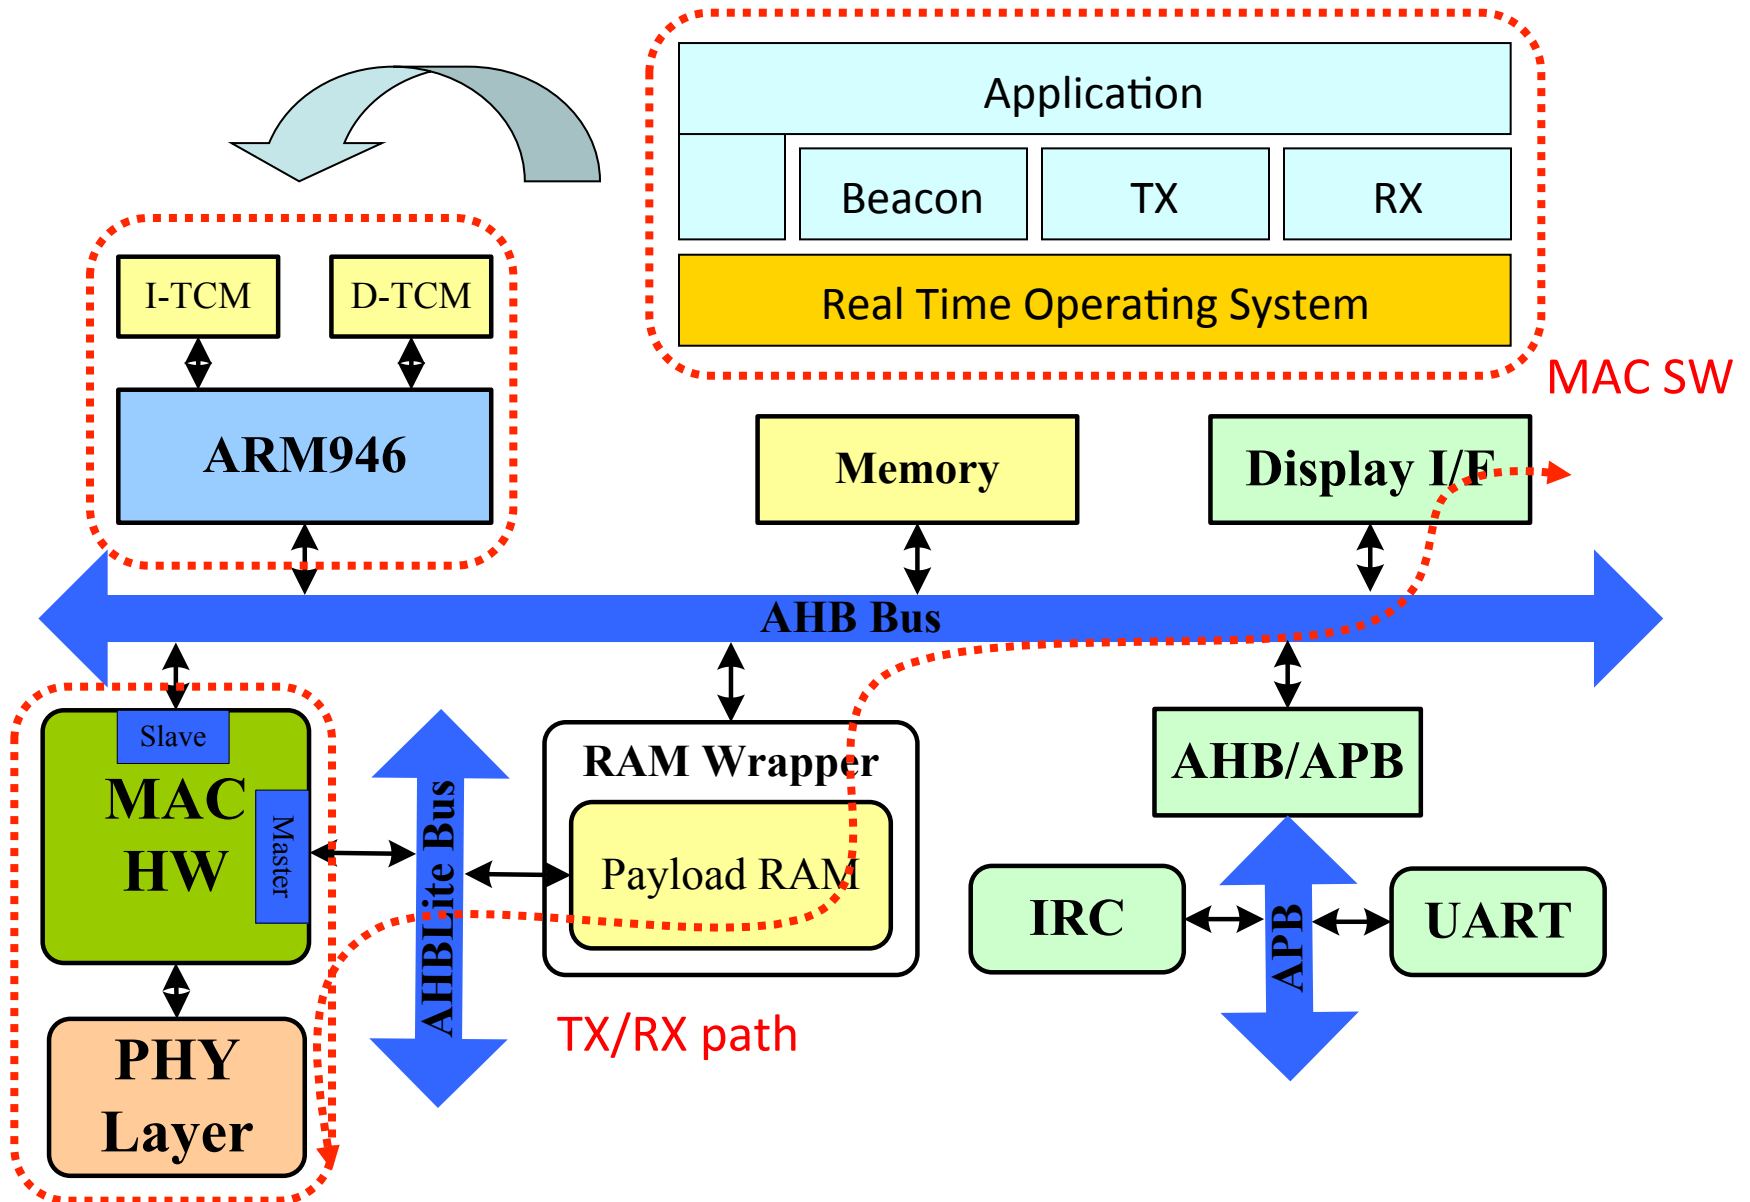 Application
Beacon
TX
RX
Real Time Operating System
MAC SW
I-TCM
D-TCM
ARM946
Memory
Display I/F
AHB Bus
Slave
MAC
HW
Master
AHBLite Bus
RAM Wrapper
Payload RAM
AHB/APB
IRC
APB
UART
PHY
Layer
TX/RX path